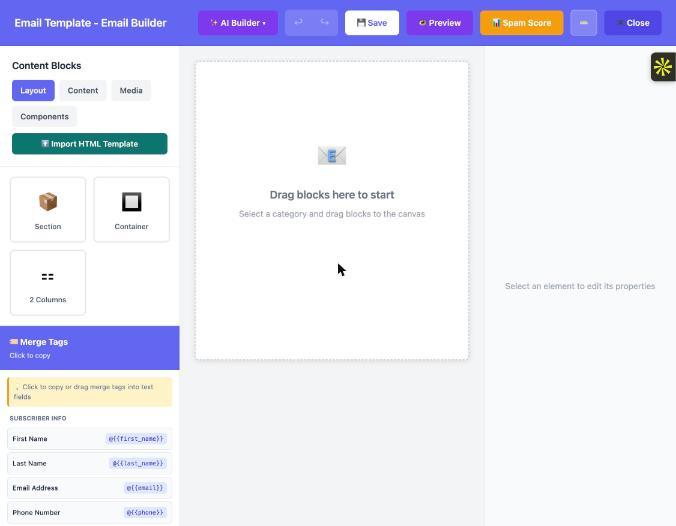 Email Template - Email Builder
AI Builder
Save
Preview
Spam Score
Close
Content Blocks
Layout
Content
Media
Components
Import HTML Template
Section
Container
2 Columns
Merge Tags
Click to copy
Click to copy or drag merge tags into text
fields
SUBSCRIBER INFO
First Name @{{first_name}}
Last Name @{{last_name}}
Email Address @{{email}}
Phone Number @{{phone}}
Drag blocks here to start
Select a category and drag blocks to the canvas
Select an element to edit its properties